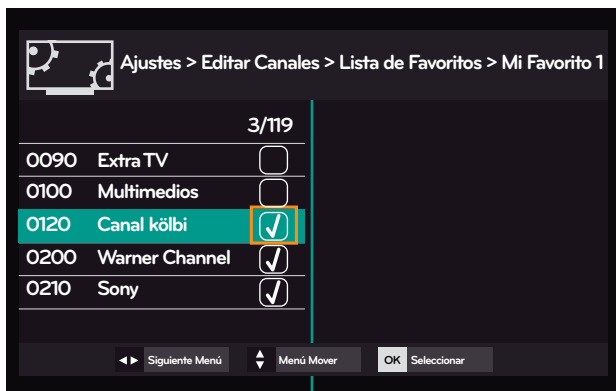 Ajustes > Editar Canales > Lista de Favoritos > Mi Favorito 1
3/119
0090 Extra TV
0100 Multimedios
0120 Canal kölbi
0200 Warner Channel
0210 Sony
Siguiente Menú Menú Mover OK Seleccionar